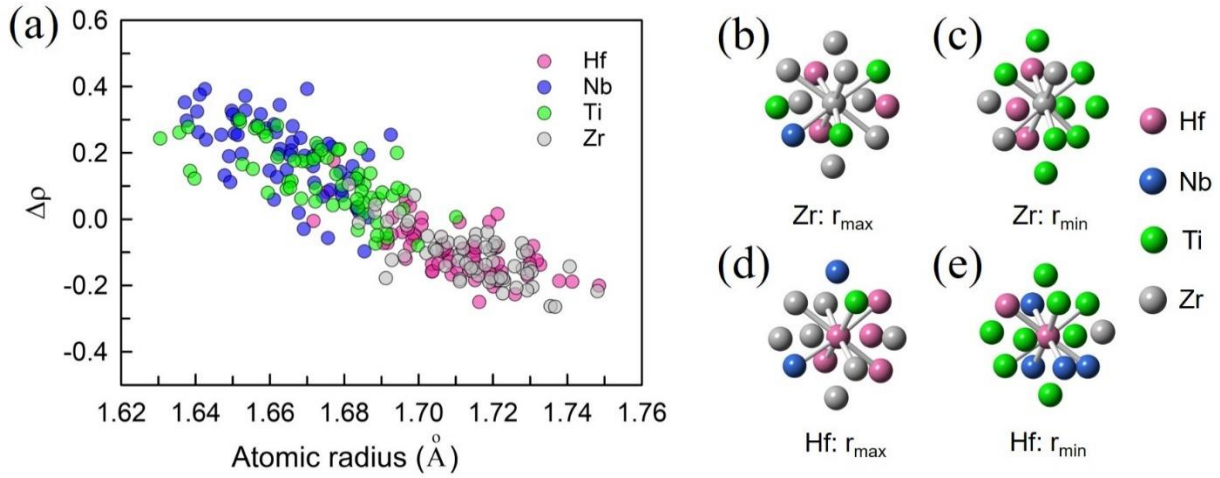 (a)
0.6
0.4
0.2
0.0
-0.2
-0.4
Δρ
Hf
Nb
Ti
Zr
1.62 1.64 1.66 1.68 1.70 1.72 1.74 1.76
Atomic radius (Å)
(b)
Zr: rmax
(c)
Zr: rmin
(d)
Hf: rmax
(e)
Hf: rmin
Hf
Nb
Ti
Zr